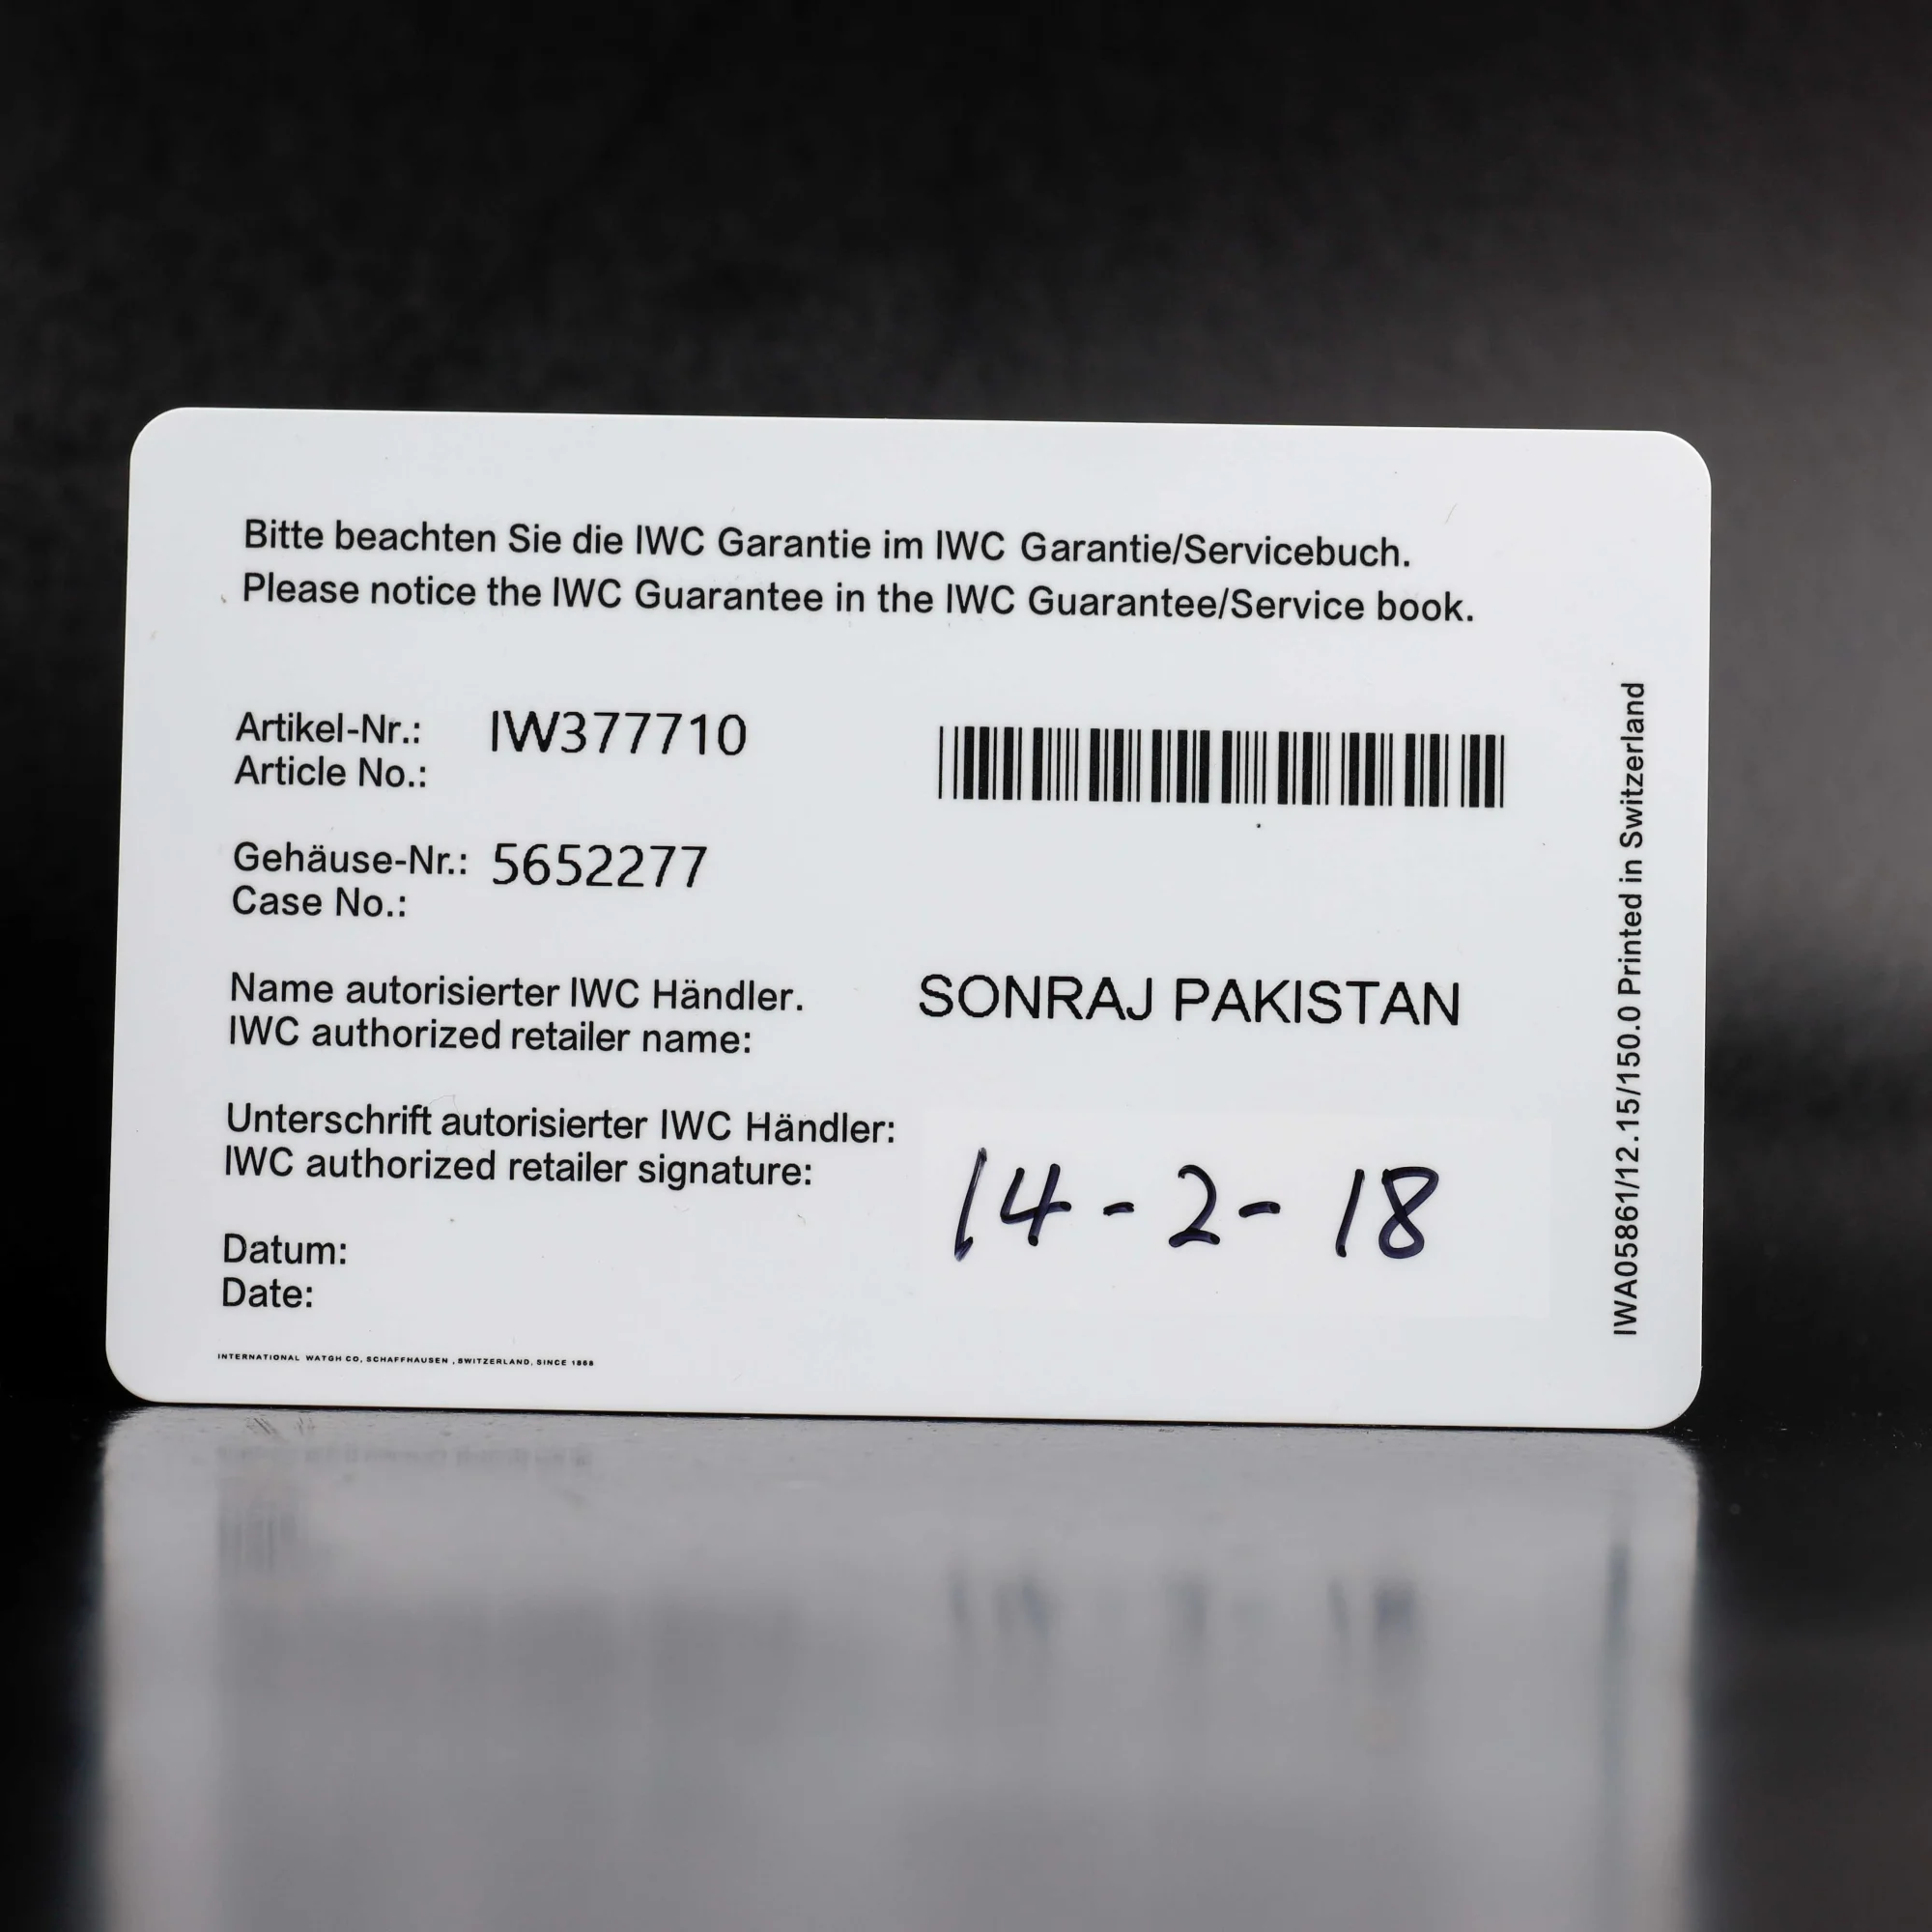 Bitte beachten Sie die IWC Garantie im IWC Garantie/Servicebuch.
Please notice the IWC Guarantee in the IWC Guarantee/Service book.
Artikel-Nr.: IW377710
Article No.:
Gehäuse-Nr.: 5652277
Case No.:
Name autorisierter IWC Händler. SONRAJ PAKISTAN
IWC authorized retailer name:
Unterschrift autorisierter IWC Händler:
IWC authorized retailer signature:
14-2-18
Datum:
Date:
INTERNATIONAL WATGH CO, SCHAFFHAUSEN , SWITZERLAND, SINCE 1868
IWA05861/12.15/150.0 Printed in Switzerland